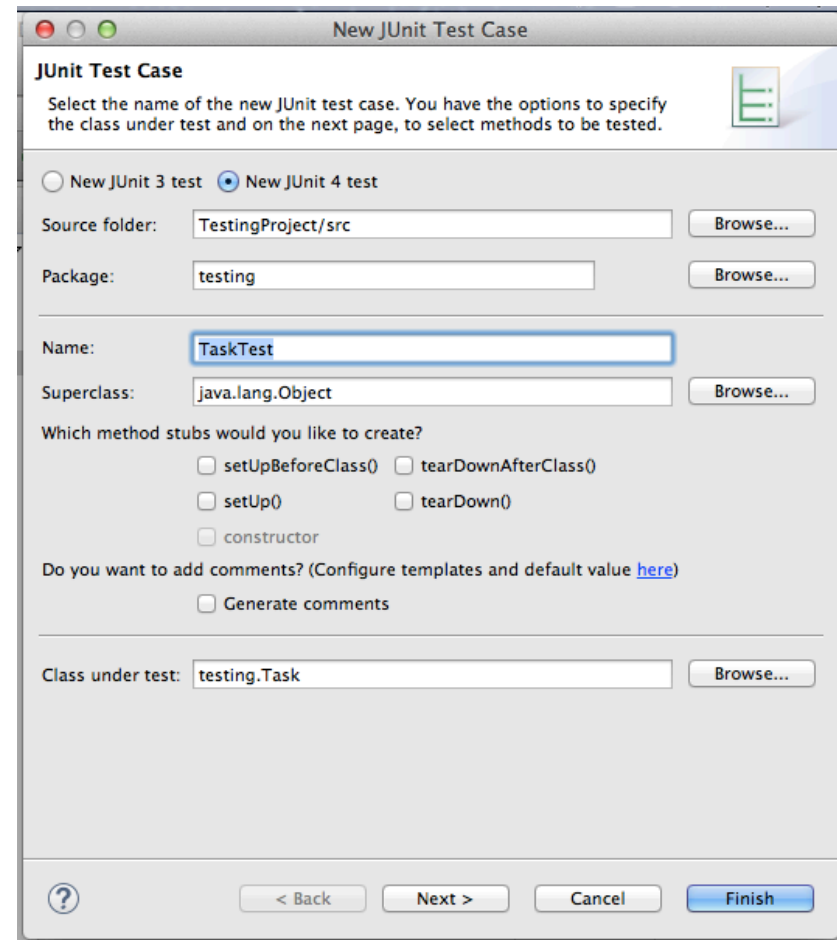 New JUnit Test Case
JUnit Test Case
Select the name of the new JUnit test case. You have the options to specify
the class under test and on the next page, to select methods to be tested.
New JUnit 3 test New JUnit 4 test
Source folder: TestingProject/src Browse...
Package: testing Browse...
Name: TaskTest
Superclass: java.lang.Object Browse...
Which method stubs would you like to create?
setUpBeforeClass() tearDownAfterClass()
setUp() tearDown()
constructor
Do you want to add comments? (Configure templates and default value here)
Generate comments
Class under test: testing.Task Browse...
? < Back Next > Cancel Finish